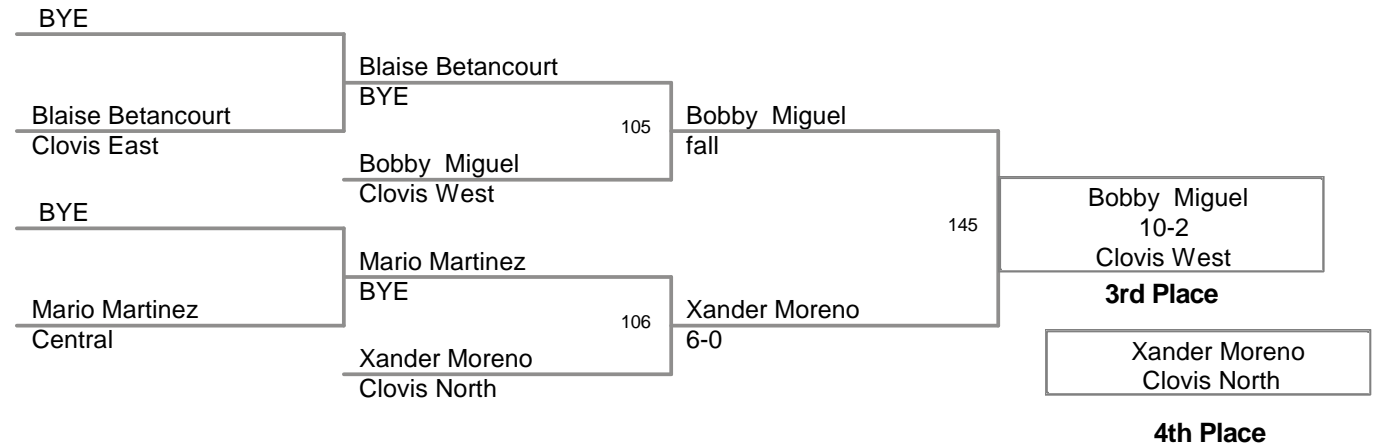 BYE
Blaise Betancourt
BYE
Blaise Betancourt
Clovis East
105
Bobby  Miguel
fall
Bobby  Miguel
Clovis West
BYE
Bobby  Miguel
10-2
Clovis West
145
Mario Martinez
BYE
3rd Place
Mario Martinez
Central
106
Xander Moreno
6-0
Xander Moreno
Clovis North
Xander Moreno
Clovis North
4th Place